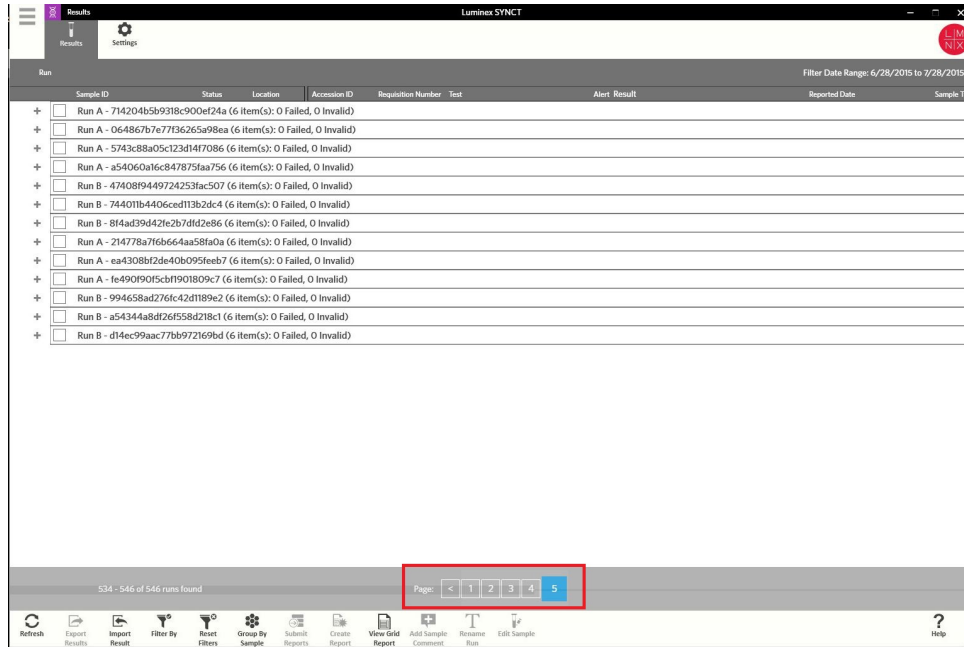 Results
Luminex SYNCT
Results Settings
L M
N X
Run Filter Date Range: 6/28/2015 to 7/28/2015
Sample ID Status Location Accession ID Requisition Number Test Alert Result Reported Date Sample T
Run A - 714204b5b9318c900ef24a (6 item(s): 0 Failed, 0 Invalid)
Run A - 064867b7e77f36265a98ea (6 item(s): 0 Failed, 0 Invalid)
Run A - 5743c88a05c123d14f7086 (6 item(s): 0 Failed, 0 Invalid)
Run A - a54060a16c847875faa756 (6 item(s): 0 Failed, 0 Invalid)
Run B - 47408f9449724253fac507 (6 item(s): 0 Failed, 0 Invalid)
Run B - 744011b4406ced113b2dc4 (6 item(s): 0 Failed, 0 Invalid)
Run B - 8f4ad39d42fe2b7dfd2e86 (6 item(s): 0 Failed, 0 Invalid)
Run A - 214778a7f6b664aa58fa0a (6 item(s): 0 Failed, 0 Invalid)
Run A - ea4308bf2de40b095feeb7 (6 item(s): 0 Failed, 0 Invalid)
Run A - fe490f90f5cbf1901809c7 (6 item(s): 0 Failed, 0 Invalid)
Run B - 994658ad276fc42d1189e2 (6 item(s): 0 Failed, 0 Invalid)
Run B - a54344a8df26f558d218c1 (6 item(s): 0 Failed, 0 Invalid)
Run B - d14ec99aac77bb972169bd (6 item(s): 0 Failed, 0 Invalid)
534 - 546 of 546 runs found Page: < 1 2 3 4 5
Refresh Export Import Filter By Reset Group By Submit Create View Grid Add Sample Rename Edit Sample Help
Results Result Filters Sample Reports Report Report Comment Run